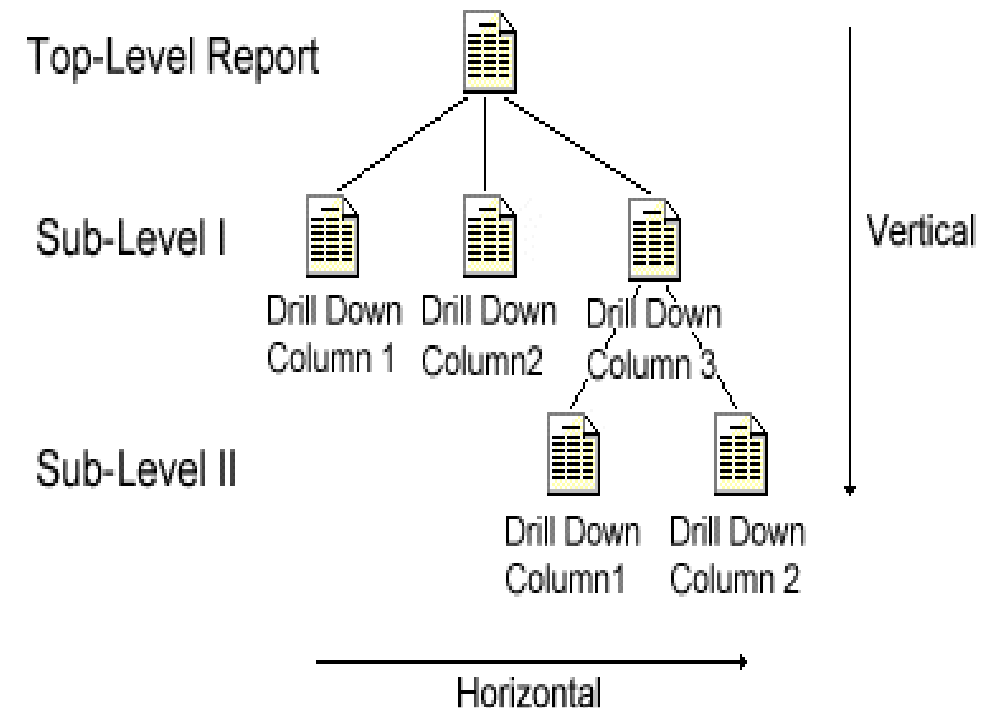 Top-Level Report
Sub-Level I
Vertical
Drill Down
Column 1
Drill Down
Column2
Drill Down
Column 3
Sub-Level II
Drill Down
Column1
Drill Down
Column 2
Horizontal